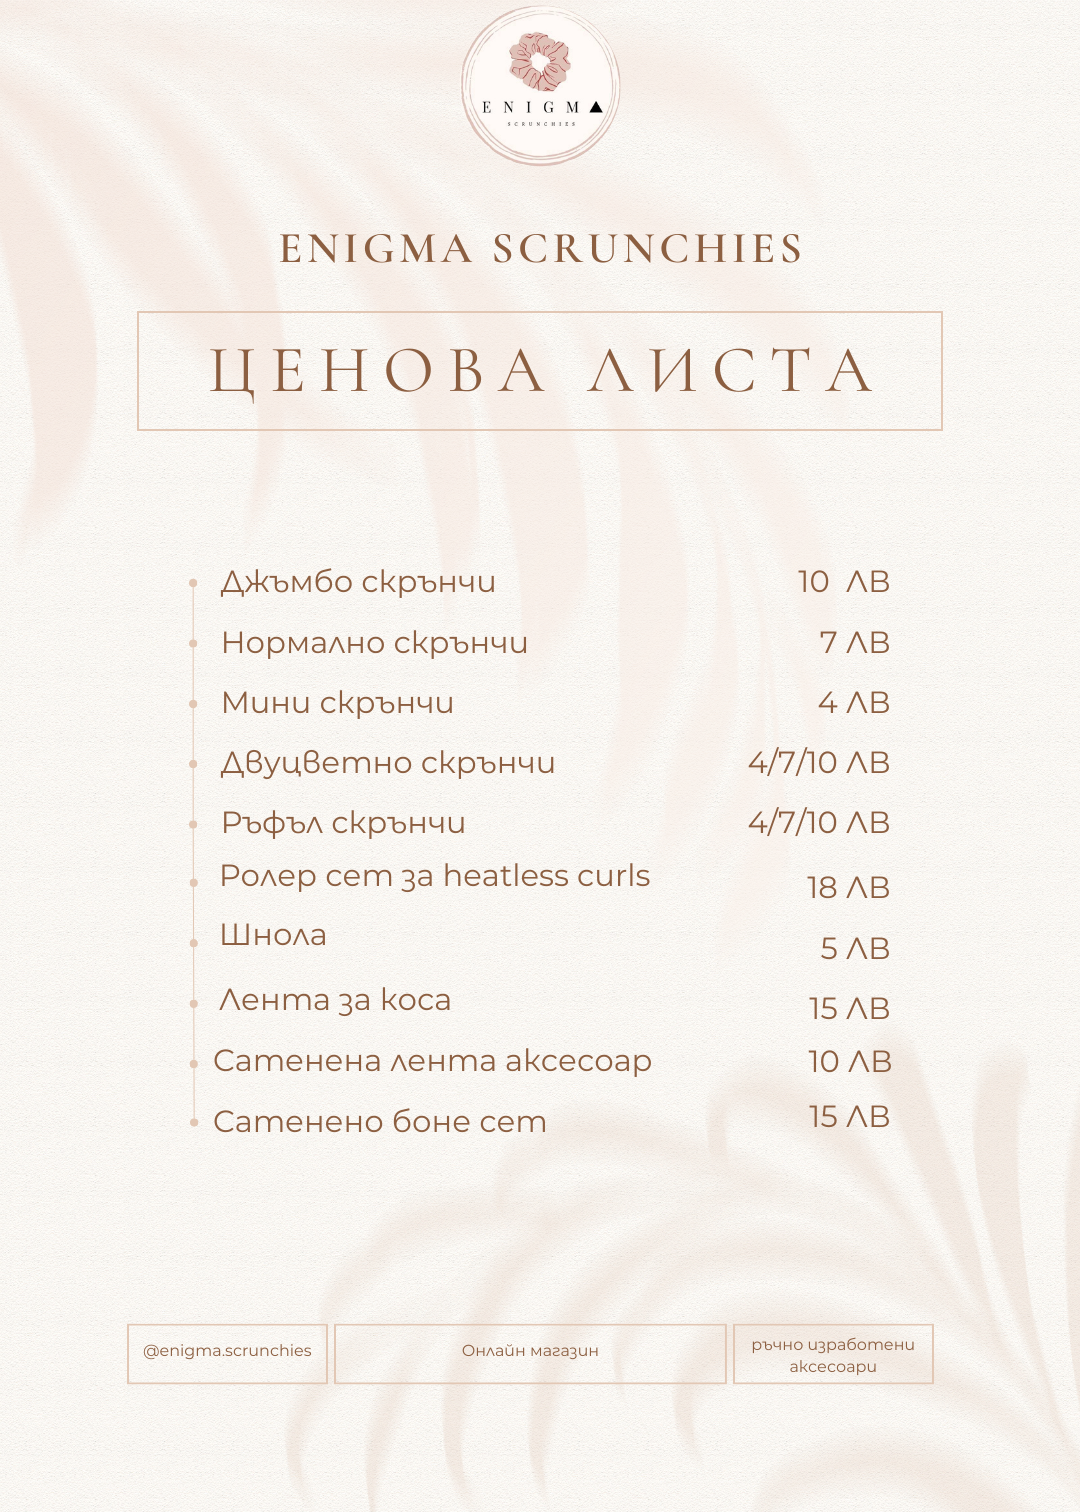 ENIGMA
SCRUNCHIES
ENIGMA SCRUNCHIES
ЦЕНОВА ЛИСТА
Джъмбо скрънчи 10 ЛВ
Нормално скрънчи 7 ЛВ
Мини скрънчи 4 ЛВ
Двуцветно скрънчи 4/7/10 ЛВ
Ръфъл скрънчи 4/7/10 ЛВ
Ролер сет за heatless curls 18 ЛВ
Шнола 5 ЛВ
Лента за коса 15 ЛВ
Сатенена лента аксесоар 10 ЛВ
Сатенено боне сет 15 ЛВ
@enigma.scrunchies
Онлайн магазин
ръчно изработени
аксесоари